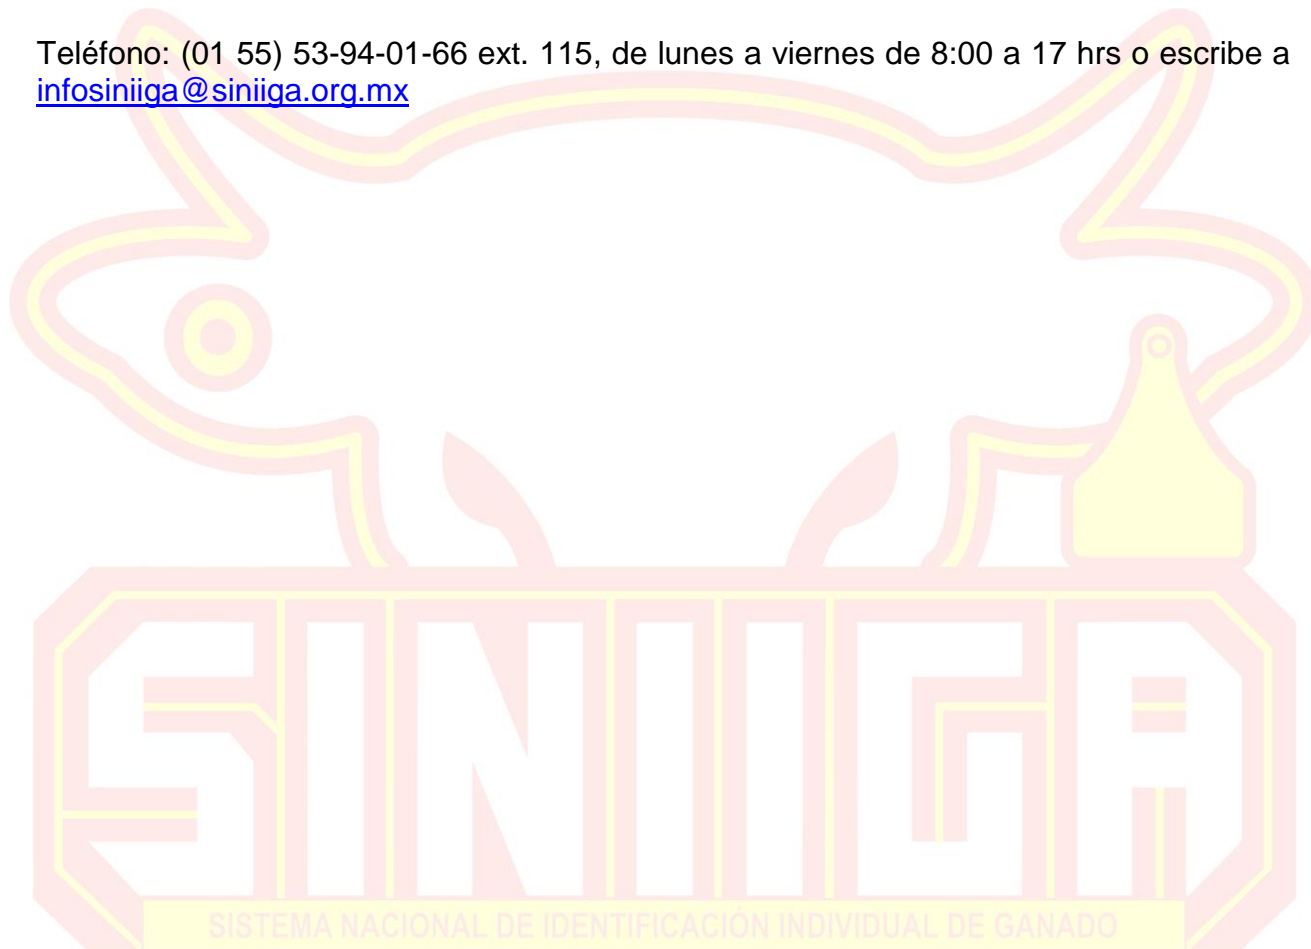 Teléfono: (01 55) 53-94-01-66 ext. 115, de lunes a viernes de 8:00 a 17 hrs o escribe a
infosiniiga@siniiga.org.mx
SINIIGA
SISTEMA NACIONAL DE IDENTIFICACIÓN INDIVIDUAL DE GANADO